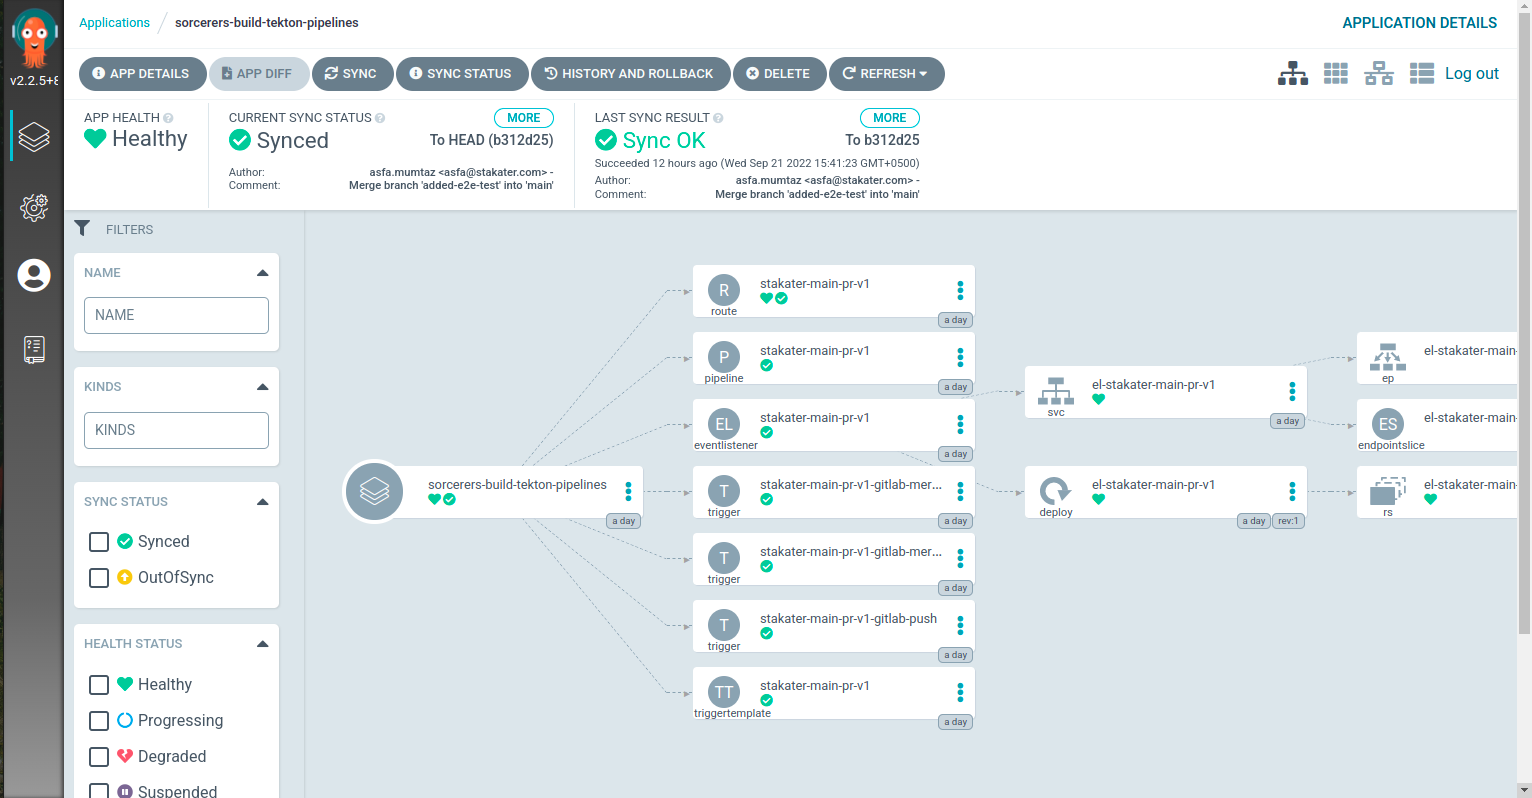 v2.2.5+8
Applications / sorcerers-build-tekton-pipelines
APPLICATION DETAILS
APP DETAILS
APP DIFF
SYNC
SYNC STATUS
HISTORY AND ROLLBACK
DELETE
REFRESH
Log out
APP HEALTH
Healthy
CURRENT SYNC STATUS
MORE
Synced
To HEAD (b312d25)
Author: asfa.mumtaz <asfa@stakater.com> -
Comment: Merge branch 'added-e2e-test' into 'main'
LAST SYNC RESULT
MORE
Sync OK
To b312d25
Succeeded 12 hours ago (Wed Sep 21 2022 15:41:23 GMT+0500)
Author: asfa.mumtaz <asfa@stakater.com> -
Comment: Merge branch 'added-e2e-test' into 'main'
FILTERS
NAME
NAME
KINDS
KINDS
SYNC STATUS
Synced
OutOfSync
HEALTH STATUS
Healthy
Progressing
Degraded
Suspended
sorcerers-build-tekton-pipelines
a day
R
route
stakater-main-pr-v1
a day
P
pipeline
stakater-main-pr-v1
a day
EL
eventlistener
stakater-main-pr-v1
a day
T
trigger
stakater-main-pr-v1-gitlab-mer...
a day
T
trigger
stakater-main-pr-v1-gitlab-mer...
a day
T
trigger
stakater-main-pr-v1-gitlab-push
a day
TT
triggertemplate
stakater-main-pr-v1
a day
svc
el-stakater-main-pr-v1
a day
deploy
el-stakater-main-pr-v1
a day
rev:1
ep
el-stakater-main-
ES
endpointslice
el-stakater-main-
rs
el-stakater-main-